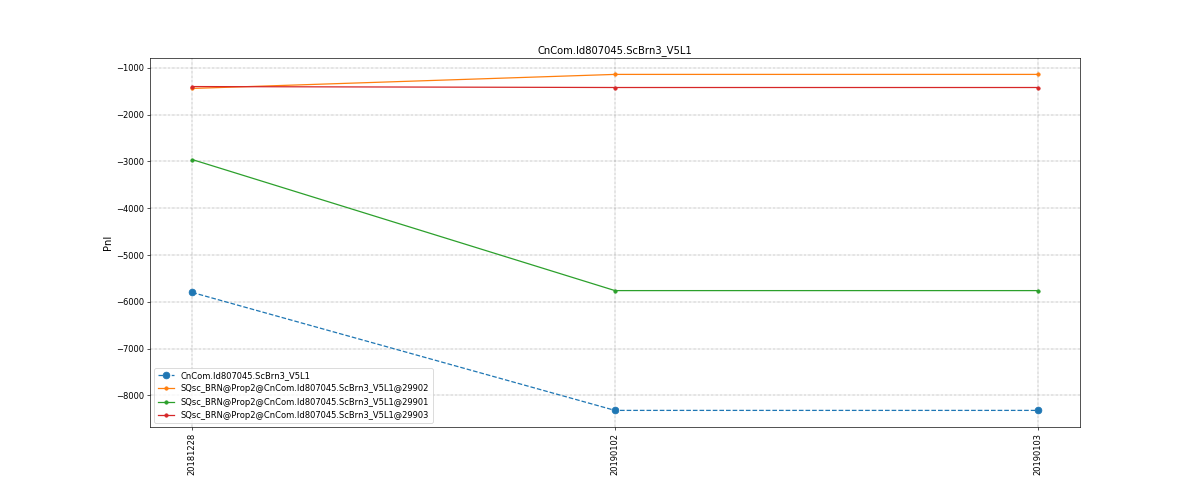 CnCom.Id807045.ScBrn3_V5L1
−1000
−2000
−3000
−4000
−5000
−6000
−7000
−8000
Pnl
CnCom.Id807045.ScBrn3_V5L1
SQsc_BRN@Prop2@CnCom.Id807045.ScBrn3_V5L1@29902
SQsc_BRN@Prop2@CnCom.Id807045.ScBrn3_V5L1@29901
SQsc_BRN@Prop2@CnCom.Id807045.ScBrn3_V5L1@29903
20181228
20190102
20190103